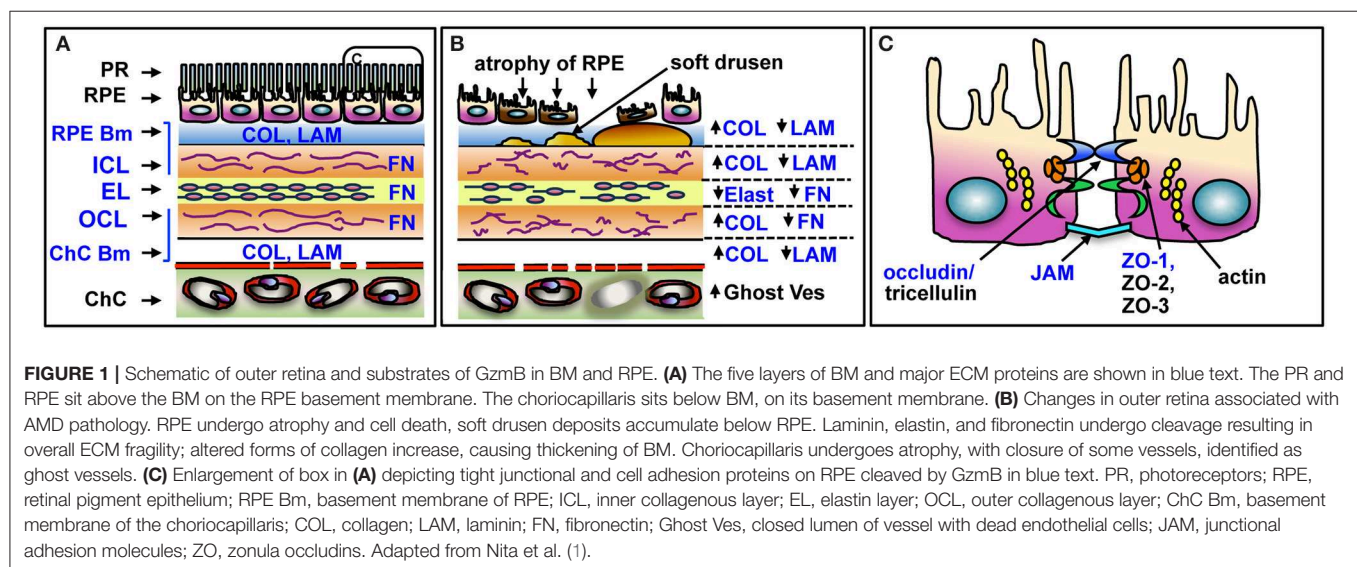 A
C
PR
RPE
RPE Bm
COL, LAM
ICL
FN
EL
FN
OCL
FN
ChC Bm
COL, LAM
ChC
B
atrophy of RPE
soft drusen
COL LAM
COL LAM
Elast FN
COL FN
COL LAM
Ghost Ves
C
occludin/
tricellulin
JAM
ZO-1,
ZO-2,
ZO-3
actin
FIGURE 1 | Schematic of outer retina and substrates of GzmB in BM and RPE. (A) The five layers of BM and major ECM proteins are shown in blue text. The PR and
RPE sit above the BM on the RPE basement membrane. The choriocapillaris sits below BM, on its basement membrane. (B) Changes in outer retina associated with
AMD pathology. RPE undergo atrophy and cell death, soft drusen deposits accumulate below RPE. Laminin, elastin, and fibronectin undergo cleavage resulting in
overall ECM fragility; altered forms of collagen increase, causing thickening of BM. Choriocapillaris undergoes atrophy, with closure of some vessels, identified as
ghost vessels. (C) Enlargement of box in (A) depicting tight junctional and cell adhesion proteins on RPE cleaved by GzmB in blue text. PR, photoreceptors; RPE,
retinal pigment epithelium; RPE Bm, basement membrane of RPE; ICL, inner collagenous layer; EL, elastin layer; OCL, outer collagenous layer; ChC Bm, basement
membrane of the choriocapillaris; COL, collagen; LAM, laminin; FN, fibronectin; Ghost Ves, closed lumen of vessel with dead endothelial cells; JAM, junctional
adhesion molecules; ZO, zonula occludins. Adapted from Nita et al. (1).